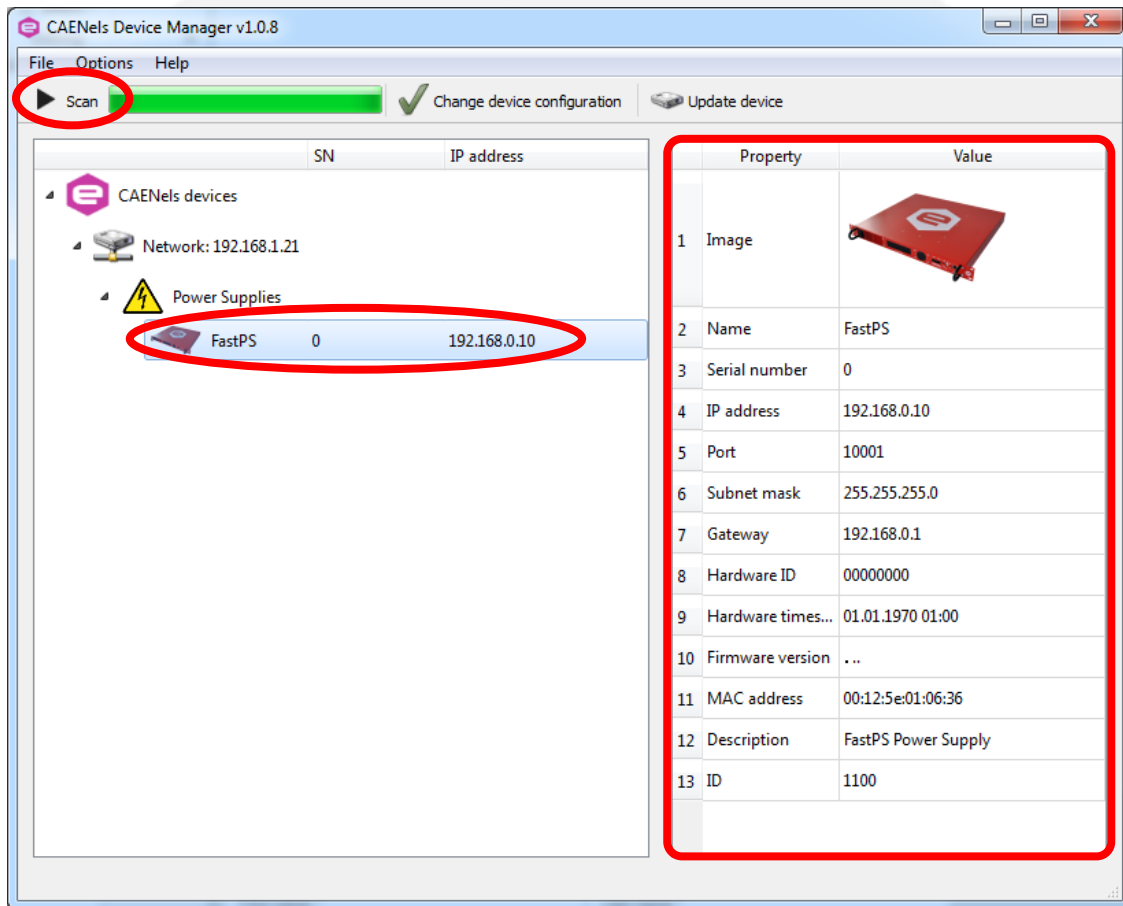 CAENels Device Manager v1.0.8
File Options Help
Scan Change device configuration Update device
SN IP address
CAENels devices
Network: 192.168.1.21
Power Supplies
FastPS 0 192.168.0.10
Property Value
1 Image
2 Name FastPS
3 Serial number 0
4 IP address 192.168.0.10
5 Port 10001
6 Subnet mask 255.255.255.0
7 Gateway 192.168.0.1
8 Hardware ID 00000000
9 Hardware times... 01.01.1970 01:00
10 Firmware version . ..
11 MAC address 00:12:5e:01:06:36
12 Description FastPS Power Supply
13 ID 1100